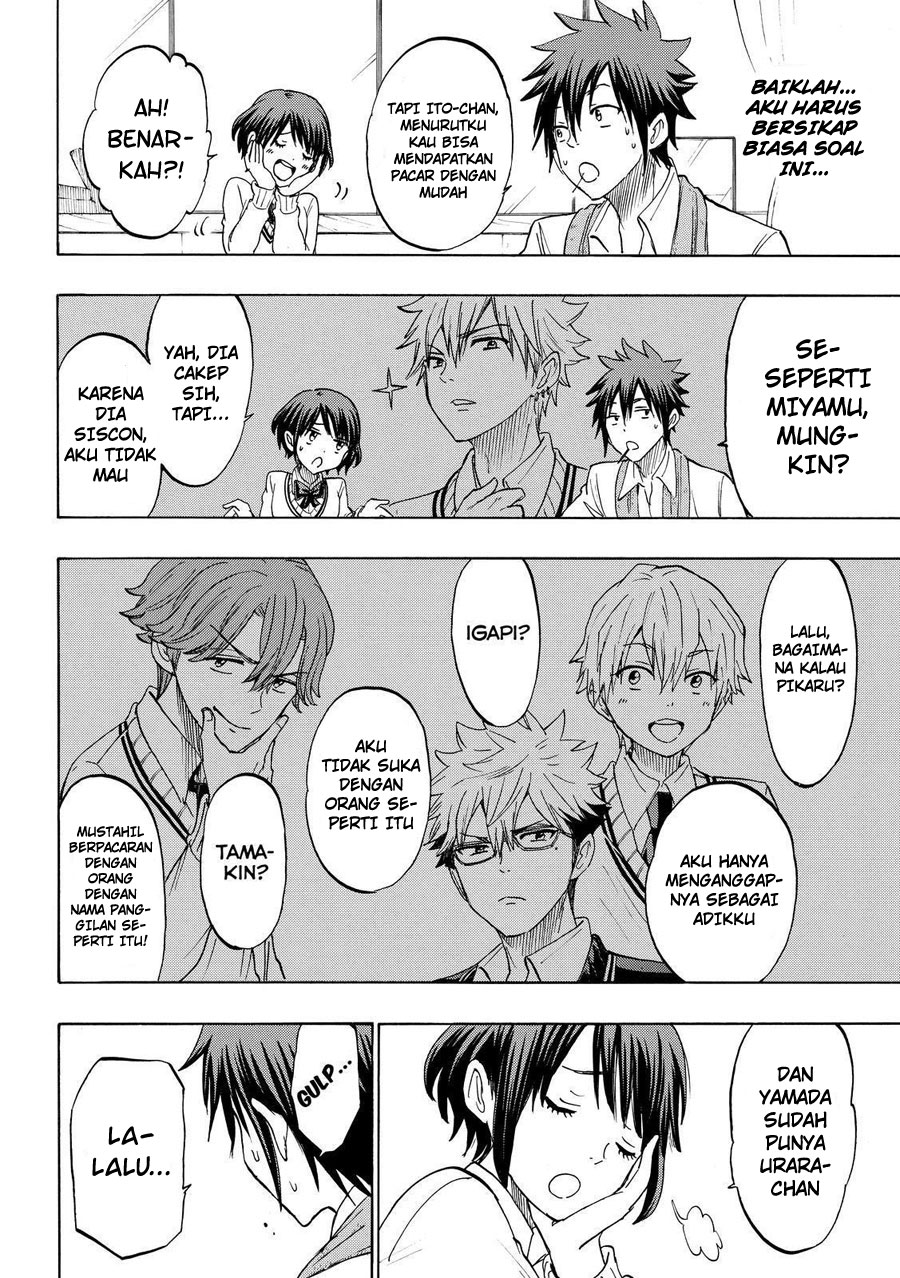 BAIKLAH...
AKU HARUS
BERSIKAP
BIASA SOAL
INI...
TAPI ITO-CHAN,
MENURUTKU
KAU BISA
MENDAPATKAN
PACAR DENGAN
MUDAH
AH!
BENAR-
KAH?!
SE-
SEPERTI
MIYAMU,
MUNG-
KIN?
YAH, DIA
CAKEP
SIH,
TAPI...
KARENA
DIA
SISCON,
AKU TIDAK
MAU
LALU,
BAGAIMA-
NA KALAU
PIKARU?
AKU HANYA
MENGANGGAP-
NYA SEBAGAI
ADIKKU
IGAPI?
AKU
TIDAK SUKA
DENGAN
ORANG SE-
PERTI ITU
TAMA-
KIN?
MUSTAHIL
BERPACARAN
DENGAN
ORANG
DENGAN
NAMA PANG-
GILAN SE-
PERTI ITU!
DAN
YAMADA
SUDAH
PUNYA
URARA-
CHAN
GULP...
LA-
LALU...